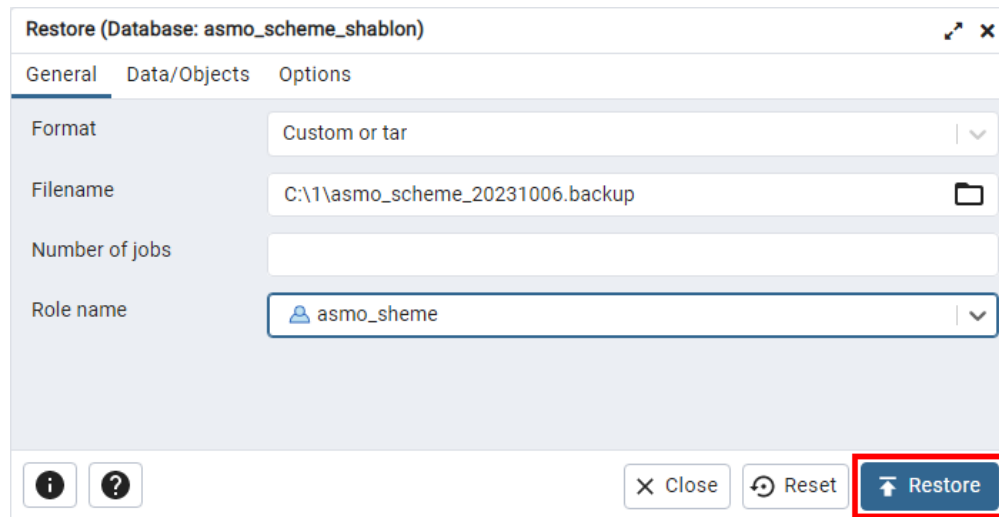 Restore (Database: asmo_scheme_shablon)
General Data/Objects Options
Format Custom or tar
Filename C:\1\asmo_scheme_20231006.backup
Number of jobs
Role name asmo_sheme
Close Reset Restore